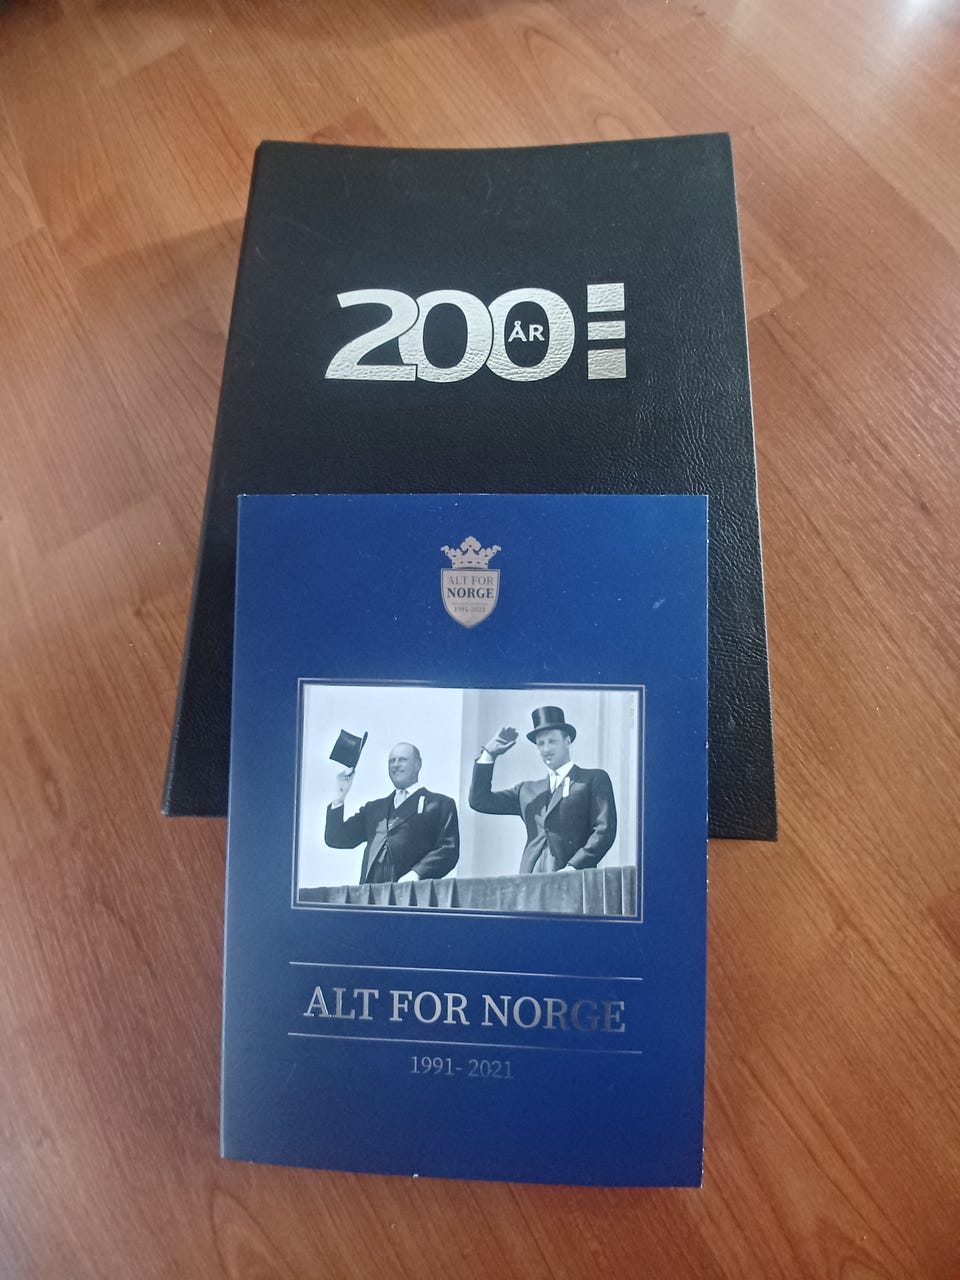 200
ÅR
ALT FOR
NORGE
1991-2021
ALT FOR NORGE
1991- 2021